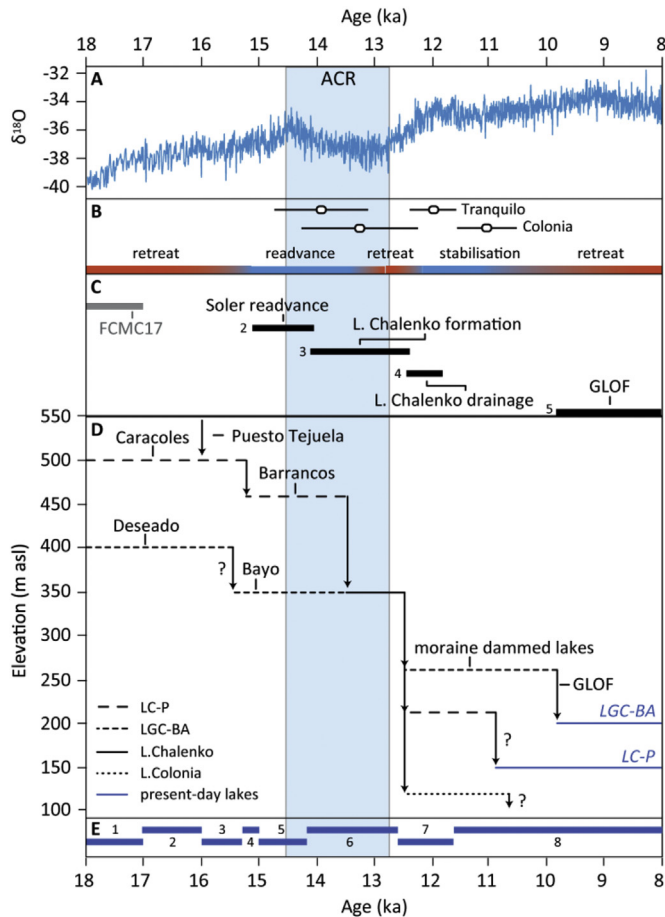 Age (ka)
18 17 16 15 14 13 12 11 10 9 8
A
ACR
-32
-34
-36
-38
-40
δ18O
B
Tranquilo
Colonia
retreat readvance retreat stabilisation retreat
C
FCMC17
Soler readvance
2
L. Chalenko formation
3
4
L. Chalenko drainage
GLOF
5
D
550
500
450
400
350
300
250
200
150
100
Elevation (m asl)
Caracoles
Puesto Tejuela
Barrancos
Deseado
?
Bayo
moraine dammed lakes
GLOF
LGC-BA
?
LC-P
?
LC-P
LGC-BA
L.Chalenko
L.Colonia
present-day lakes
E
1 3 5 7
2 4 6 8
18 17 16 15 14 13 12 11 10 9 8
Age (ka)